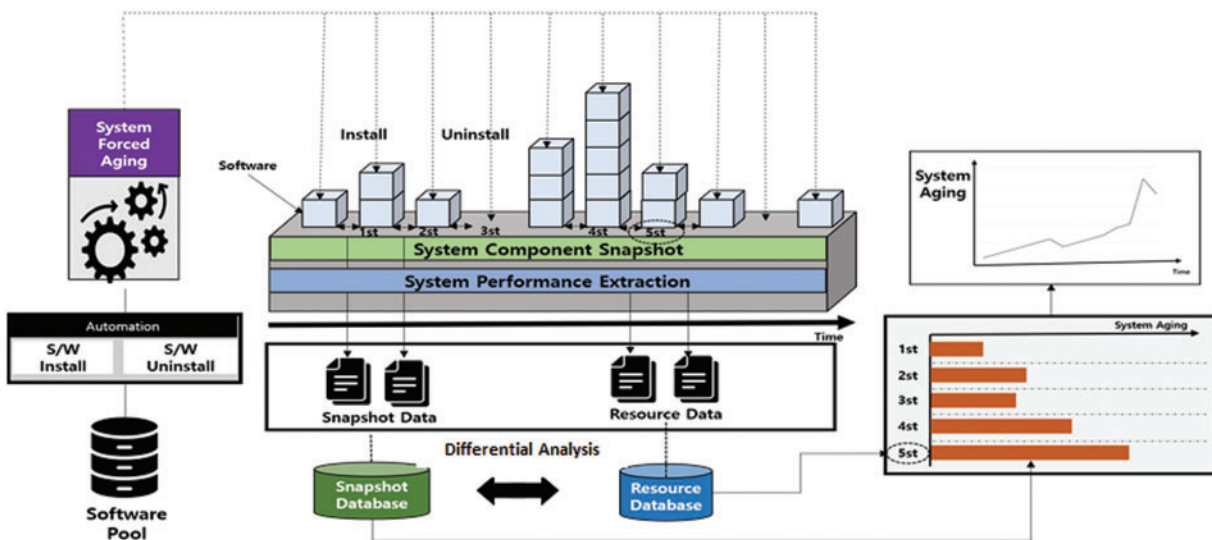 System
Forced
Aging
Install
Uninstall
Software
1st
2st
3st
4st
5st
System Component Snapshot
System Performance Extraction
Time
Automation
S/W
Install
S/W
Uninstall
Software
Pool
Snapshot Data
Resource Data
Differential Analysis
Snapshot
Database
Resource
Database
System
Aging
Time
System Aging
1st
2st
3st
4st
5st